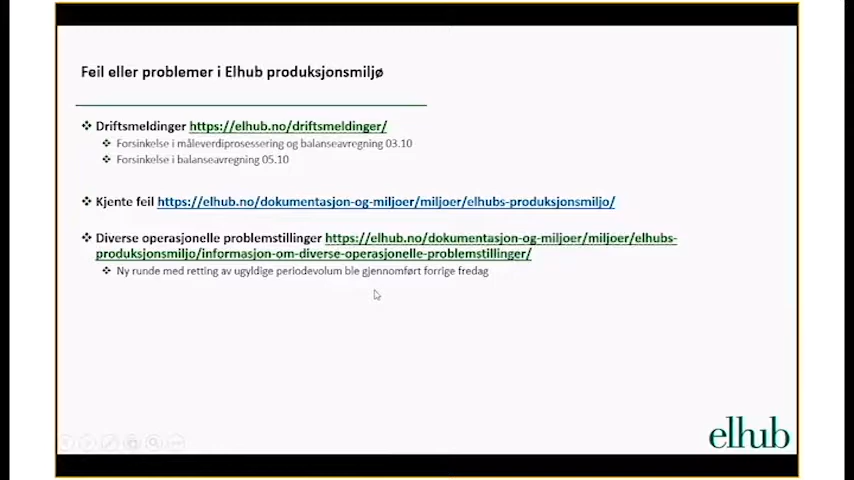 Feil eller problemer i Elhub produksjonsmiljø
Driftsmeldinger https://elhub.no/driftsmeldinger/
Forsinkelse i måleverdiprosessering og balanseavregning 03.10
Forsinkelse i balanseavregning 05.10
Kjente feil https://elhub.no/dokumentasjon-og-miljoer/miljoer/elhubs-produksjonsmiljo/
Diverse operasjonelle problemstillinger https://elhub.no/dokumentasjon-og-miljoer/miljoer/elhubs-
produksjonsmiljo/informasjon-om-diverse-operasjonelle-problemstillinger/
Ny runde med retting av ugyldige periodevolum ble gjennomført forrige fredag
elhub